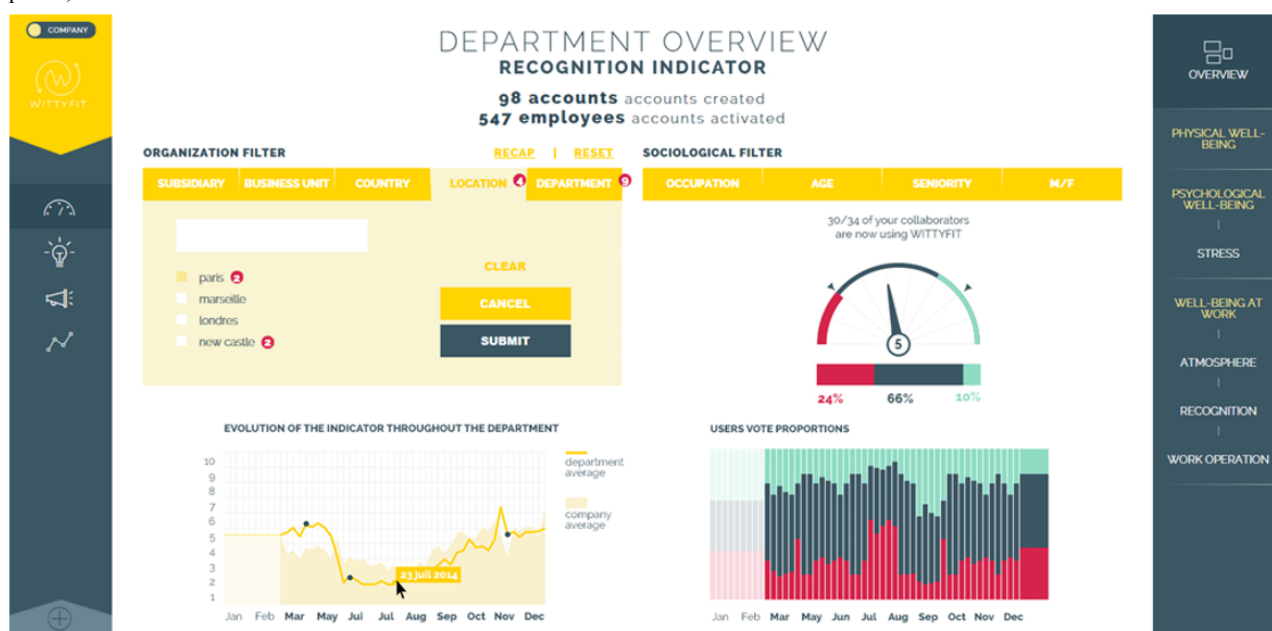 COMPANY
WITTYFIT
DEPARTMENT OVERVIEW
RECOGNITION INDICATOR
98 accounts accounts created
547 employees accounts activated
ORGANIZATION FILTER
RECAP | RESET
SUBSIDIARY
BUSINESS UNIT
COUNTRY
LOCATION 4
DEPARTMENT 9
paris 2
marseille
londres
new castle 2
CLEAR
CANCEL
SUBMIT
SOCIOLOGICAL FILTER
OCCUPATION
AGE
SENIORITY
M/F
30/34 of your collaborators
are now using WITTYFIT
5
24% 66% 10%
EVOLUTION OF THE INDICATOR THROUGHOUT THE DEPARTMENT
10
9
8
7
6
5
4
3
2
1
23 juil 2014
Jan Feb Mar May Jui Jul Aug Sep Oct Nov Dec
department
average
company
average
USERS VOTE PROPORTIONS
Jan Feb Mar Mar May Jun Jul Aug Sep Oct Nov Dec
OVERVIEW
PHYSICAL WELL-
BEING
PSYCHOLOGICAL
WELL-BEING
STRESS
WELL-BEING AT
WORK
ATMOSPHERE
RECOGNITION
WORK OPERATION